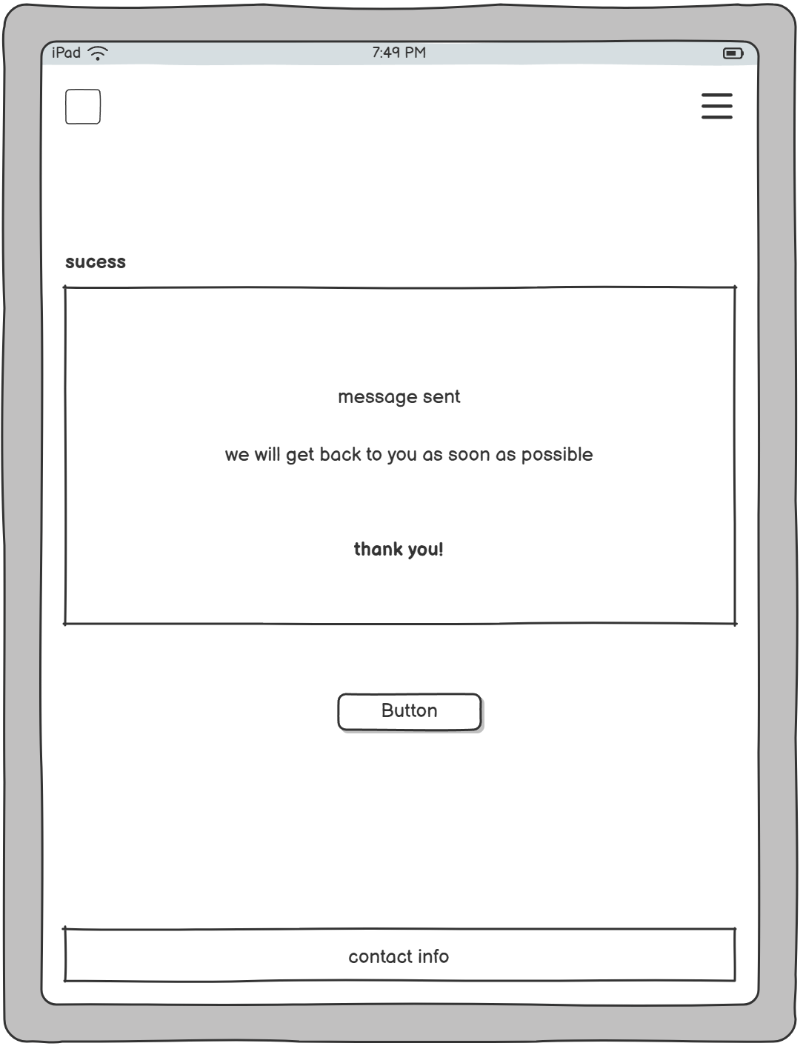 iPad 7:49 PM
sucess
message sent
we will get back to you as soon as possible
thank you!
Button
contact info